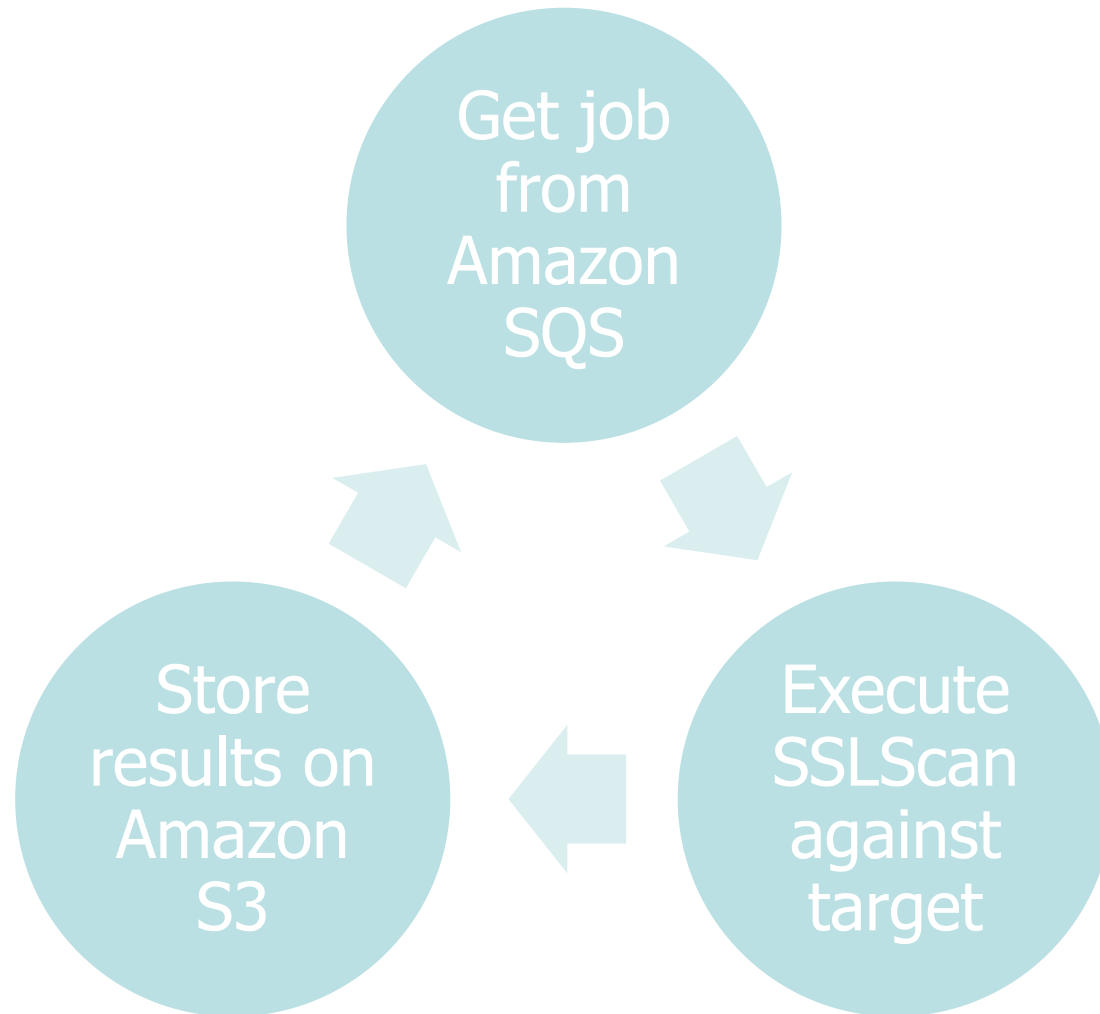 Get job
from
Amazon
SQS
Execute
SSLScan
against
target
Store
results on
Amazon
S3